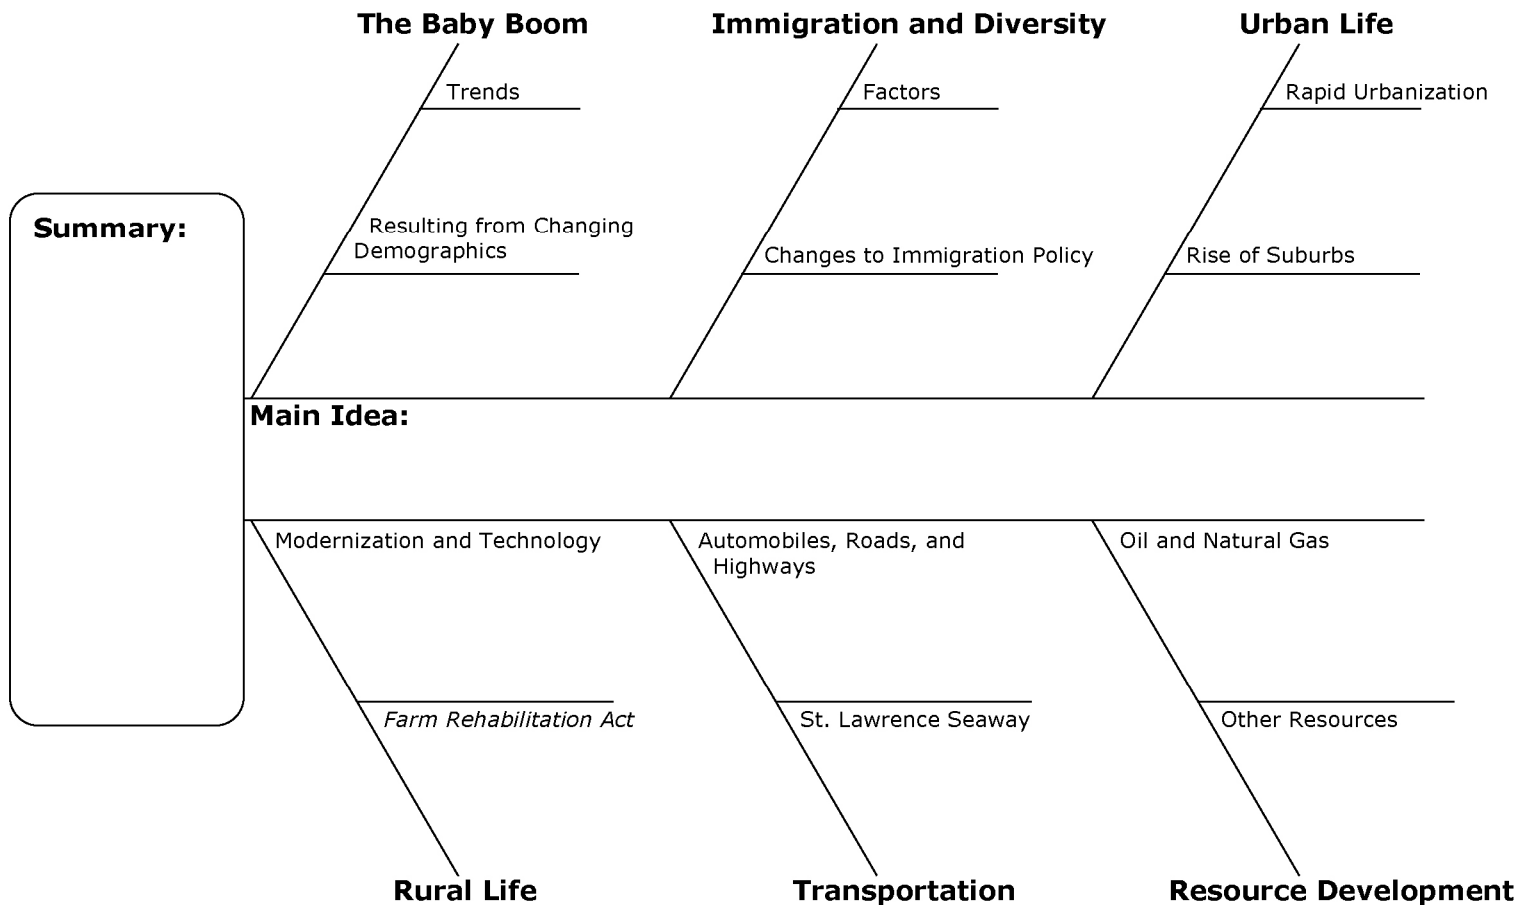 The Baby Boom
Immigration and Diversity
Urban Life
Trends
Factors
Rapid Urbanization
Summary:
Resulting from Changing
Demographics
Changes to Immigration Policy
Rise of Suburbs
Main Idea:
Modernization and Technology
Automobiles, Roads, and
Highways
Oil and Natural Gas
Farm Rehabilitation Act
St. Lawrence Seaway
Other Resources
Rural Life
Transportation
Resource Development